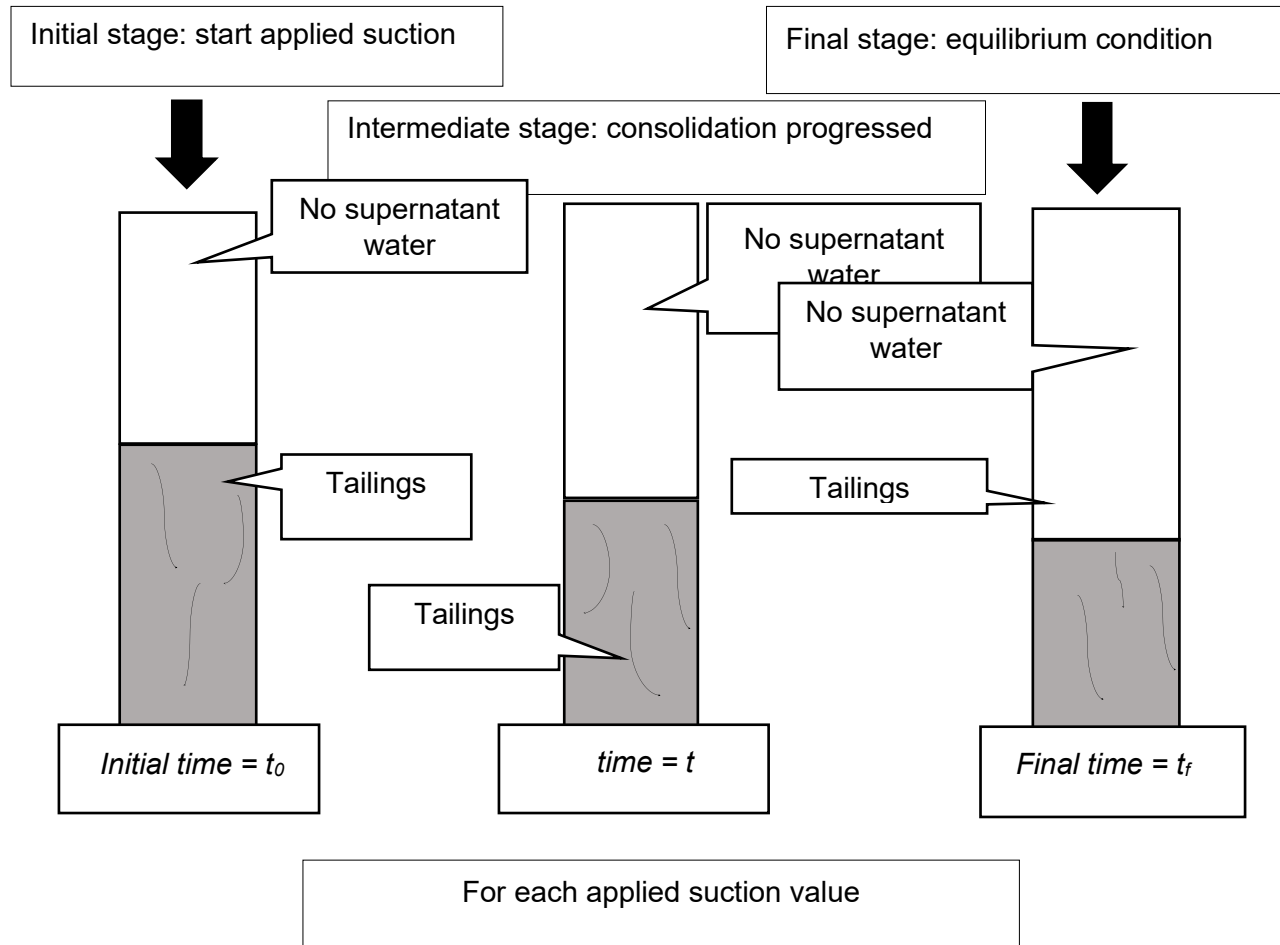 Initial stage: start applied suction
Final stage: equilibrium condition
Intermediate stage: consolidation progressed
No supernatant
water
No supernatant
water
No supernatant
water
Tailings
Tailings
Tailings
Initial time = t₀
time = t
Final time = t_f
For each applied suction value